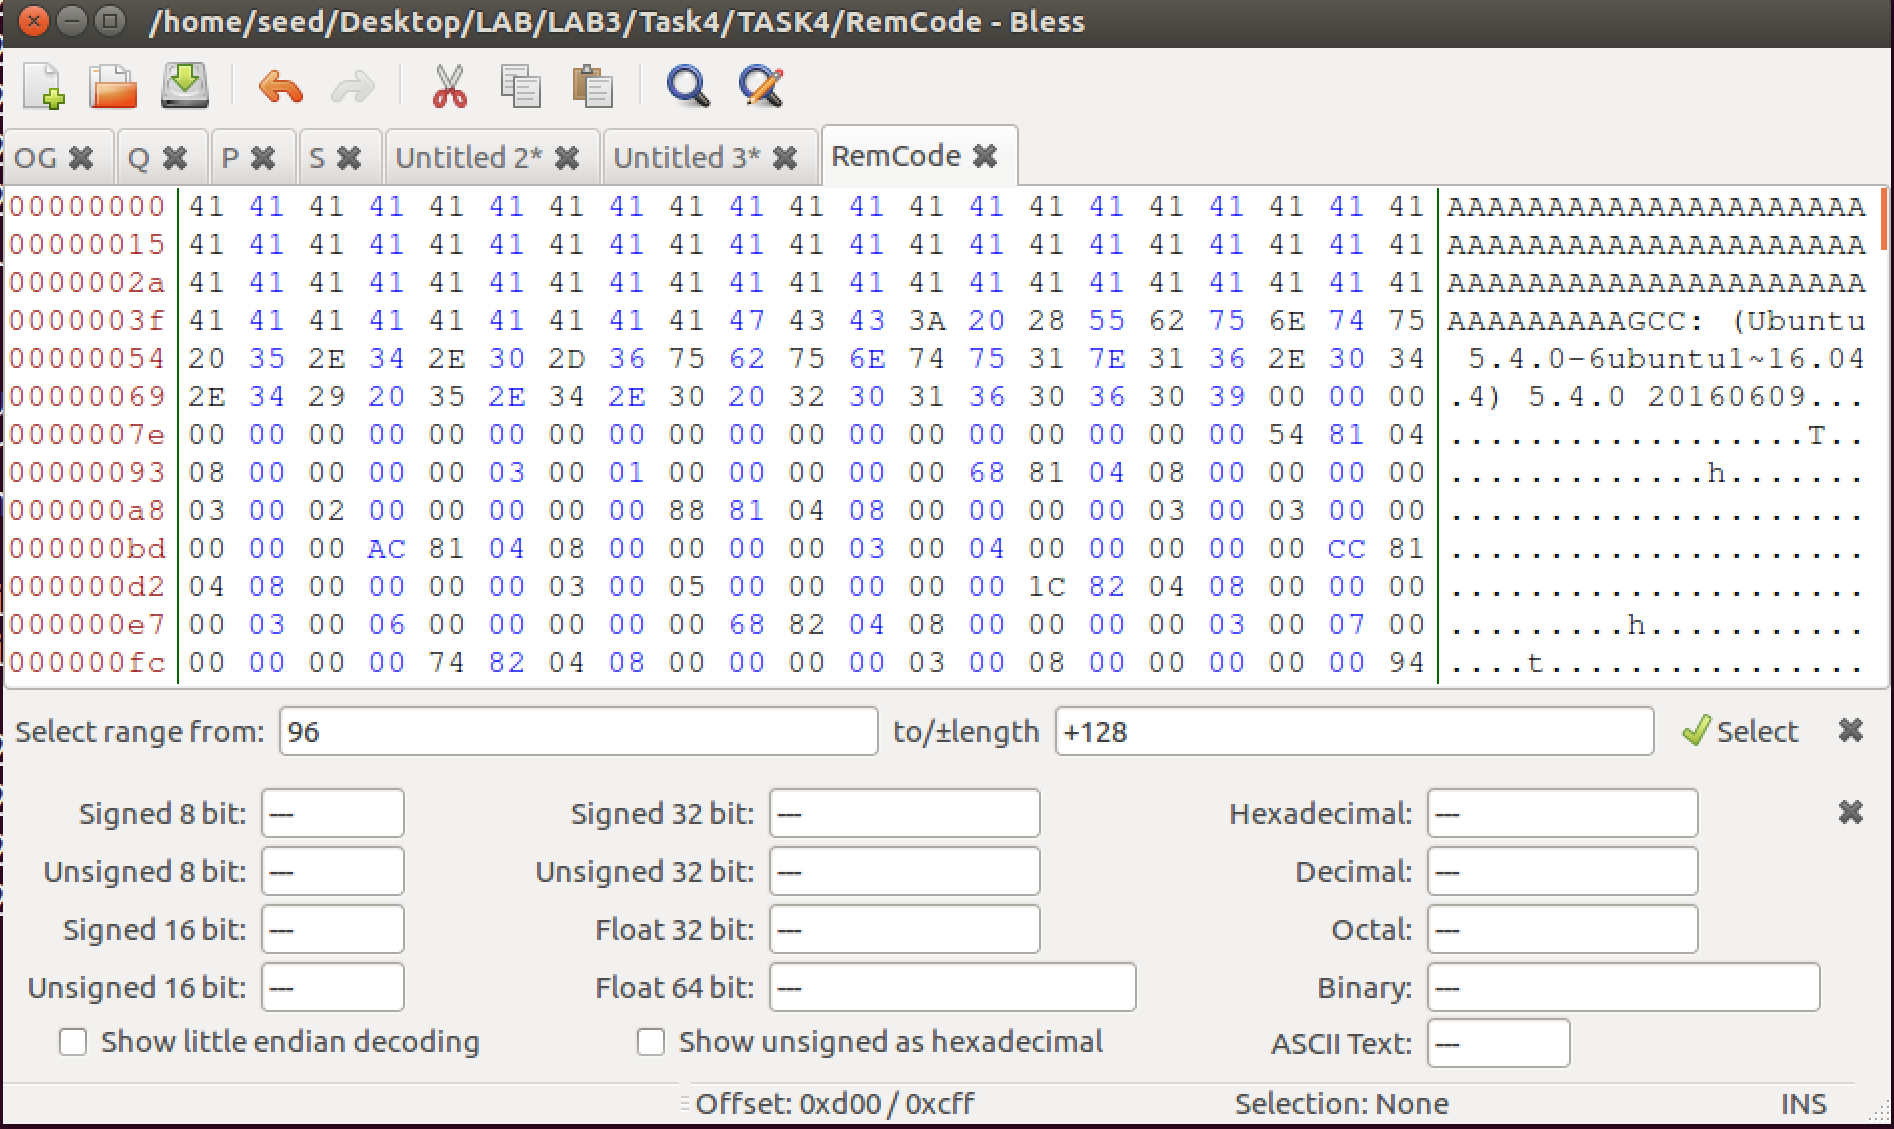 /home/seed/Desktop/LAB/LAB3/Task4/TASK4/RemCode - Bless
OG Q P S Untitled 2* Untitled 3* RemCode
00000000 41 41 41 41 41 41 41 41 41 41 41 41 41 41 41 41 41 41 41 41 41 AAAAAAAAAAAAAAAAAAAAA
00000015 41 41 41 41 41 41 41 41 41 41 41 41 41 41 41 41 41 41 41 41 41 AAAAAAAAAAAAAAAAAAAAA
0000002a 41 41 41 41 41 41 41 41 41 41 41 41 41 41 41 41 41 41 41 41 41 AAAAAAAAAAAAAAAAAAAAA
0000003f 41 41 41 41 41 41 41 41 41 47 43 43 3A 20 28 55 62 75 6E 74 75 AAAAAAAAAGCC: (Ubuntu
00000054 20 35 2E 34 2E 30 2D 36 75 62 75 6E 74 75 31 7E 31 36 2E 30 34 5.4.0-6ubuntu1~16.04
00000069 2E 34 29 20 35 2E 34 2E 30 20 32 30 31 36 30 36 30 39 00 00 00 .4) 5.4.0 20160609...
0000007e 00 00 00 00 00 00 00 00 00 00 00 00 00 00 00 00 00 00 54 81 04 ..................T..
00000093 08 00 00 00 00 03 00 01 00 00 00 00 00 68 81 04 08 00 00 00 00 .............h.......
000000a8 03 00 02 00 00 00 00 00 88 81 04 08 00 00 00 00 03 00 03 00 00 .....................
000000bd 00 00 00 AC 81 04 08 00 00 00 00 03 00 04 00 00 00 00 00 CC 81 .....................
000000d2 04 08 00 00 00 00 03 00 05 00 00 00 00 00 1C 82 04 08 00 00 00 .....................
000000e7 00 03 00 06 00 00 00 00 00 68 82 04 08 00 00 00 00 03 00 07 00 .........h...........
000000fc 00 00 00 00 74 82 04 08 00 00 00 00 03 00 08 00 00 00 00 00 94 ....t................
Select range from: 96 to/±length +128 Select
Signed 8 bit: --- Signed 32 bit: --- Hexadecimal: ---
Unsigned 8 bit: --- Unsigned 32 bit: --- Decimal: ---
Signed 16 bit: --- Float 32 bit: --- Octal: ---
Unsigned 16 bit: --- Float 64 bit: --- Binary: ---
Show little endian decoding Show unsigned as hexadecimal ASCII Text: ---
Offset: 0xd00 / 0xcff Selection: None INS